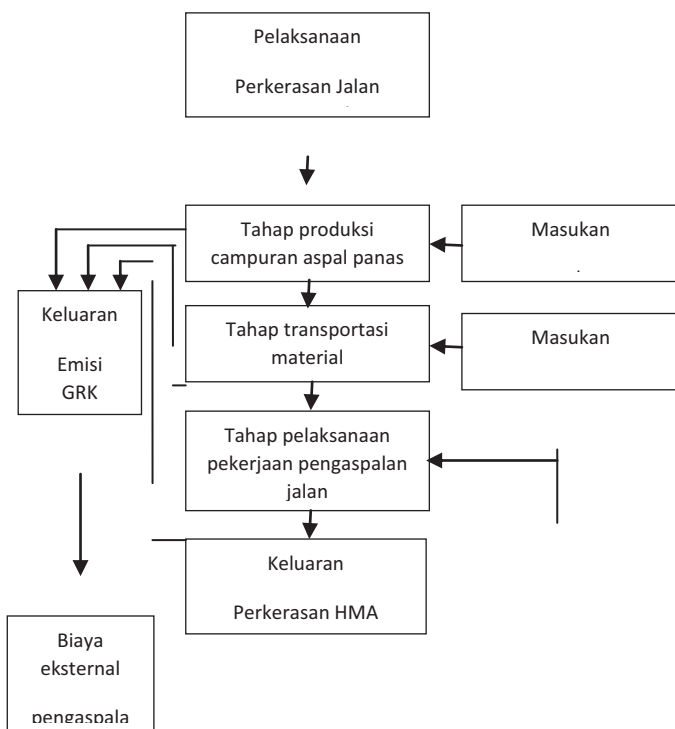 Pelaksanaan
Perkerasan Jalan
Tahap produksi
campuran aspal panas
Masukan
Keluaran
Emisi
GRK
Tahap transportasi
material
Masukan
Tahap pelaksanaan
pekerjaan pengaspalan
jalan
Keluaran
Perkerasan HMA
Biaya
eksternal
pengaspala